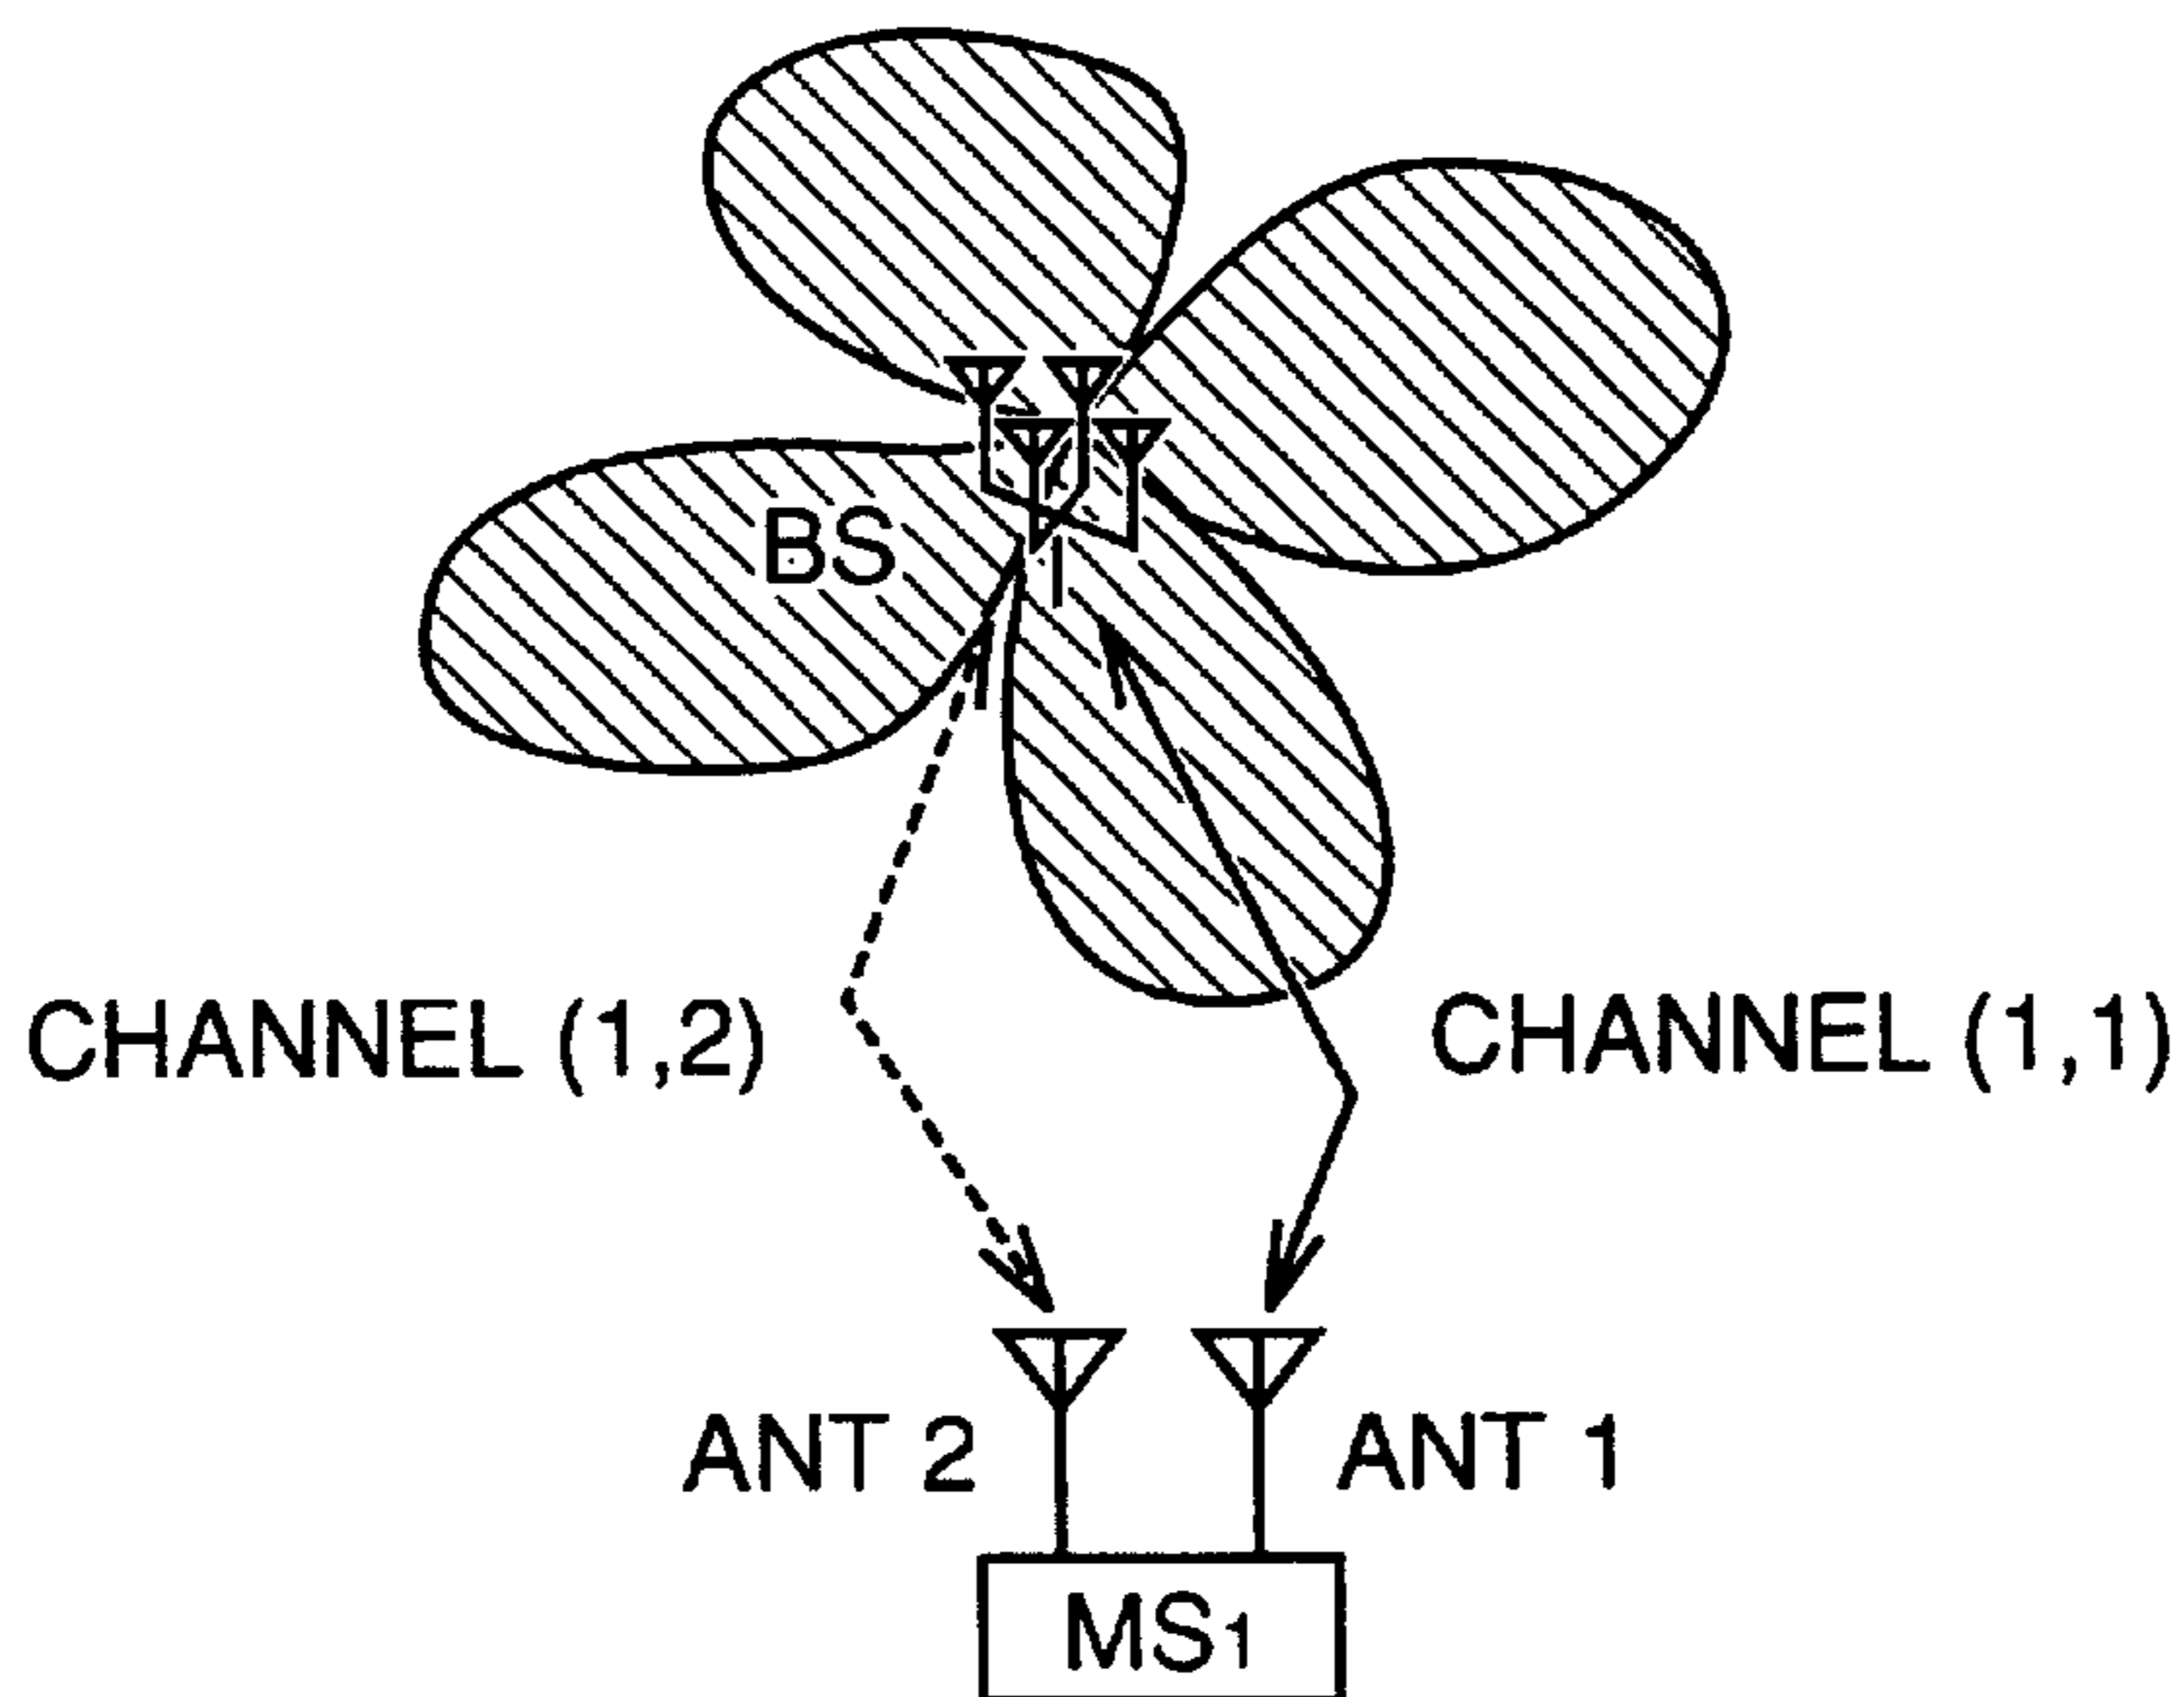 BS
CHANNEL (1,2)
CHANNEL (1,1)
ANT 2
ANT 1
MS1